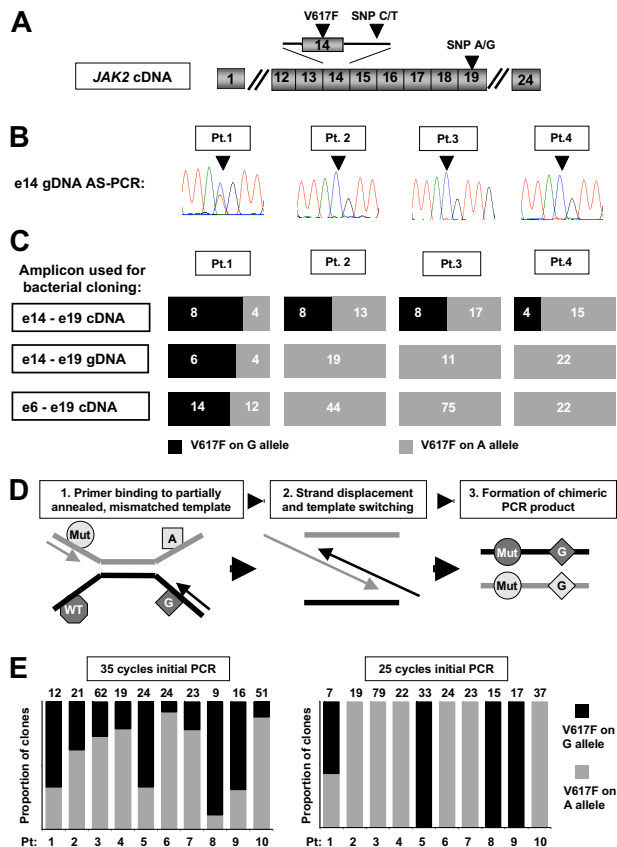 A
V617F
SNP C/T
14
SNP A/G
JAK2 cDNA
1 12 13 14 15 16 17 18 19 24
B
Pt.1 Pt. 2 Pt.3 Pt.4
e14 gDNA AS-PCR:
C
Amplicon used for
bacterial cloning:
Pt.1 Pt. 2 Pt.3 Pt.4
e14 - e19 cDNA 8 4 8 13 8 17 4 15
e14 - e19 gDNA 6 4 19 11 22
e6 - e19 cDNA 14 12 44 75 22
V617F on G allele V617F on A allele
D
1. Primer binding to partially
annealed, mismatched template
2. Strand displacement
and template switching
3. Formation of chimeric
PCR product
Mut A
WT G
Mut G
Mut G
E
35 cycles initial PCR 25 cycles initial PCR
12 21 62 19 24 24 23 9 16 51
7 19 79 22 33 24 23 15 17 37
Proportion of clones
Proportion of clones
V617F on
G allele
V617F on
A allele
Pt: 1 2 3 4 5 6 7 8 9 10
Pt: 1 2 3 4 5 6 7 8 9 10